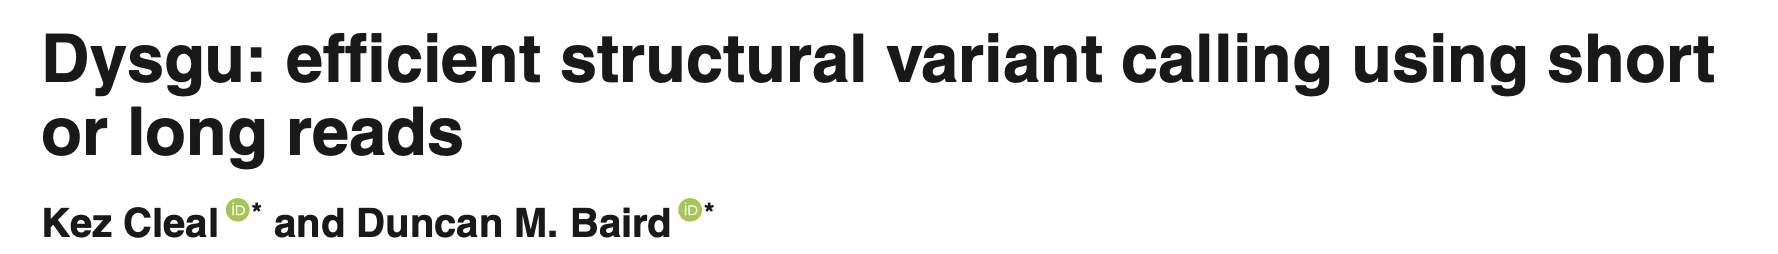 Dysgu: efficient structural variant calling using short
or long reads
Kez Cleal iD* and Duncan M. Baird iD*